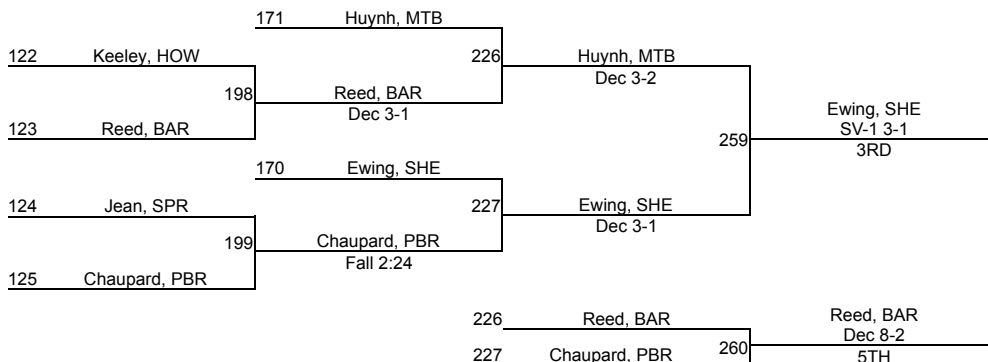 171 Huynh, MTB
122 Keeley, HOW 226 Huynh, MTB
Dec 3-2
198 Reed, BAR
Dec 3-1
Ewing, SHE
123 Reed, BAR SV-1 3-1
259
3RD
170 Ewing, SHE
124 Jean, SPR 227 Ewing, SHE
Dec 3-1
199 Chaupard, PBR
Fall 2:24
125 Chaupard, PBR
226 Reed, BAR Reed, BAR
Dec 8-2
227 Chaupard, PBR 260 5TH